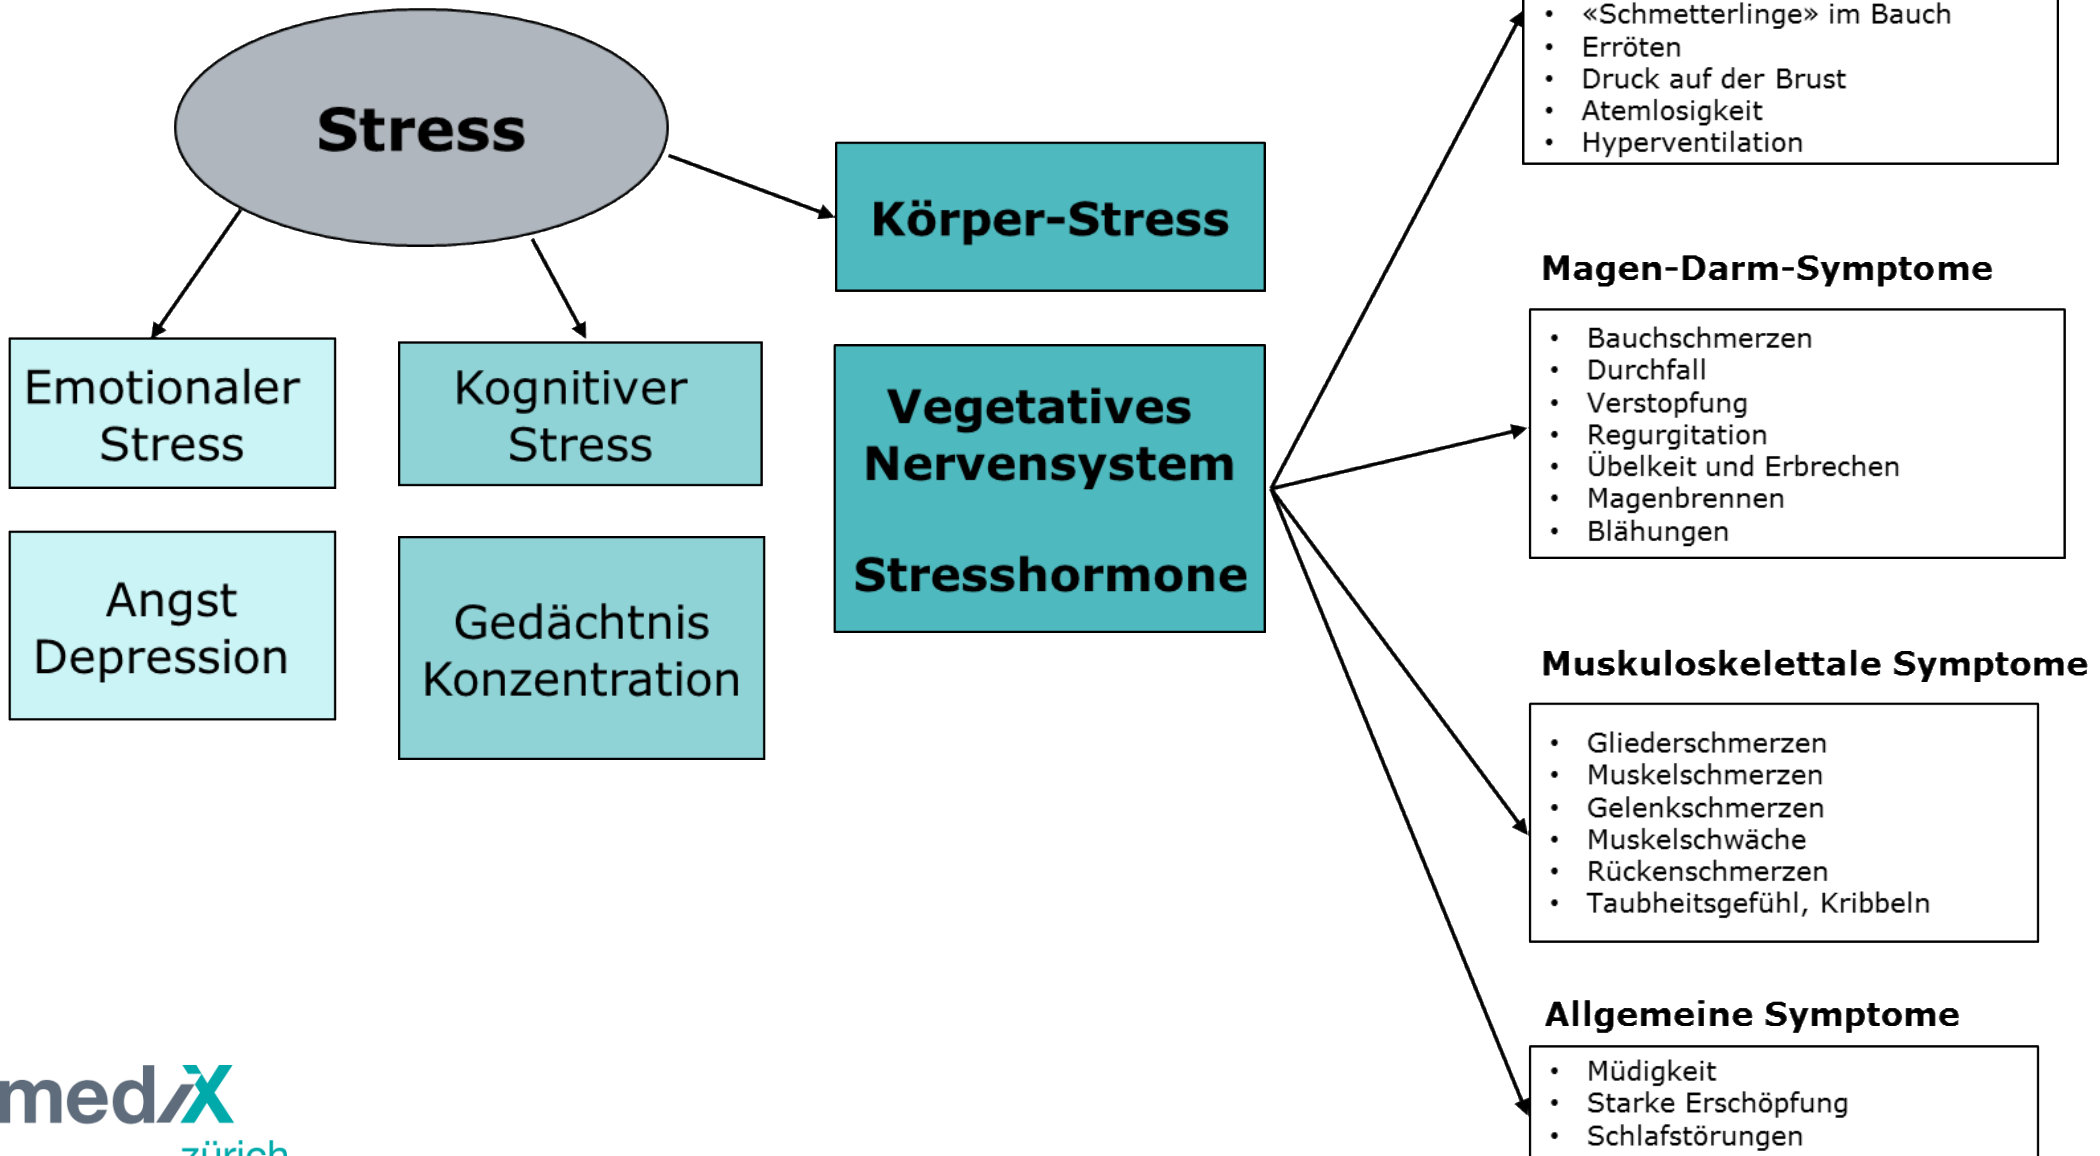 Stress
Körper-Stress
Emotionaler
Stress
Kognitiver
Stress
Angst
Depression
Gedächtnis
Konzentration
Vegetatives
Nervensystem
Stresshormone
• «Schmetterlinge» im Bauch
• Erröten
• Druck auf der Brust
• Atemlosigkeit
• Hyperventilation
Magen-Darm-Symptome
• Bauchschmerzen
• Durchfall
• Verstopfung
• Regurgitation
• Übelkeit und Erbrechen
• Magenbrennen
• Blähungen
Muskuloskelettale Symptome
• Gliederschmerzen
• Muskelschmerzen
• Gelenkschmerzen
• Muskelschwäche
• Rückenschmerzen
• Taubheitsgefühl, Kribbeln
Allgemeine Symptome
• Müdigkeit
• Starke Erschöpfung
• Schlafstörungen
mediX
zürich